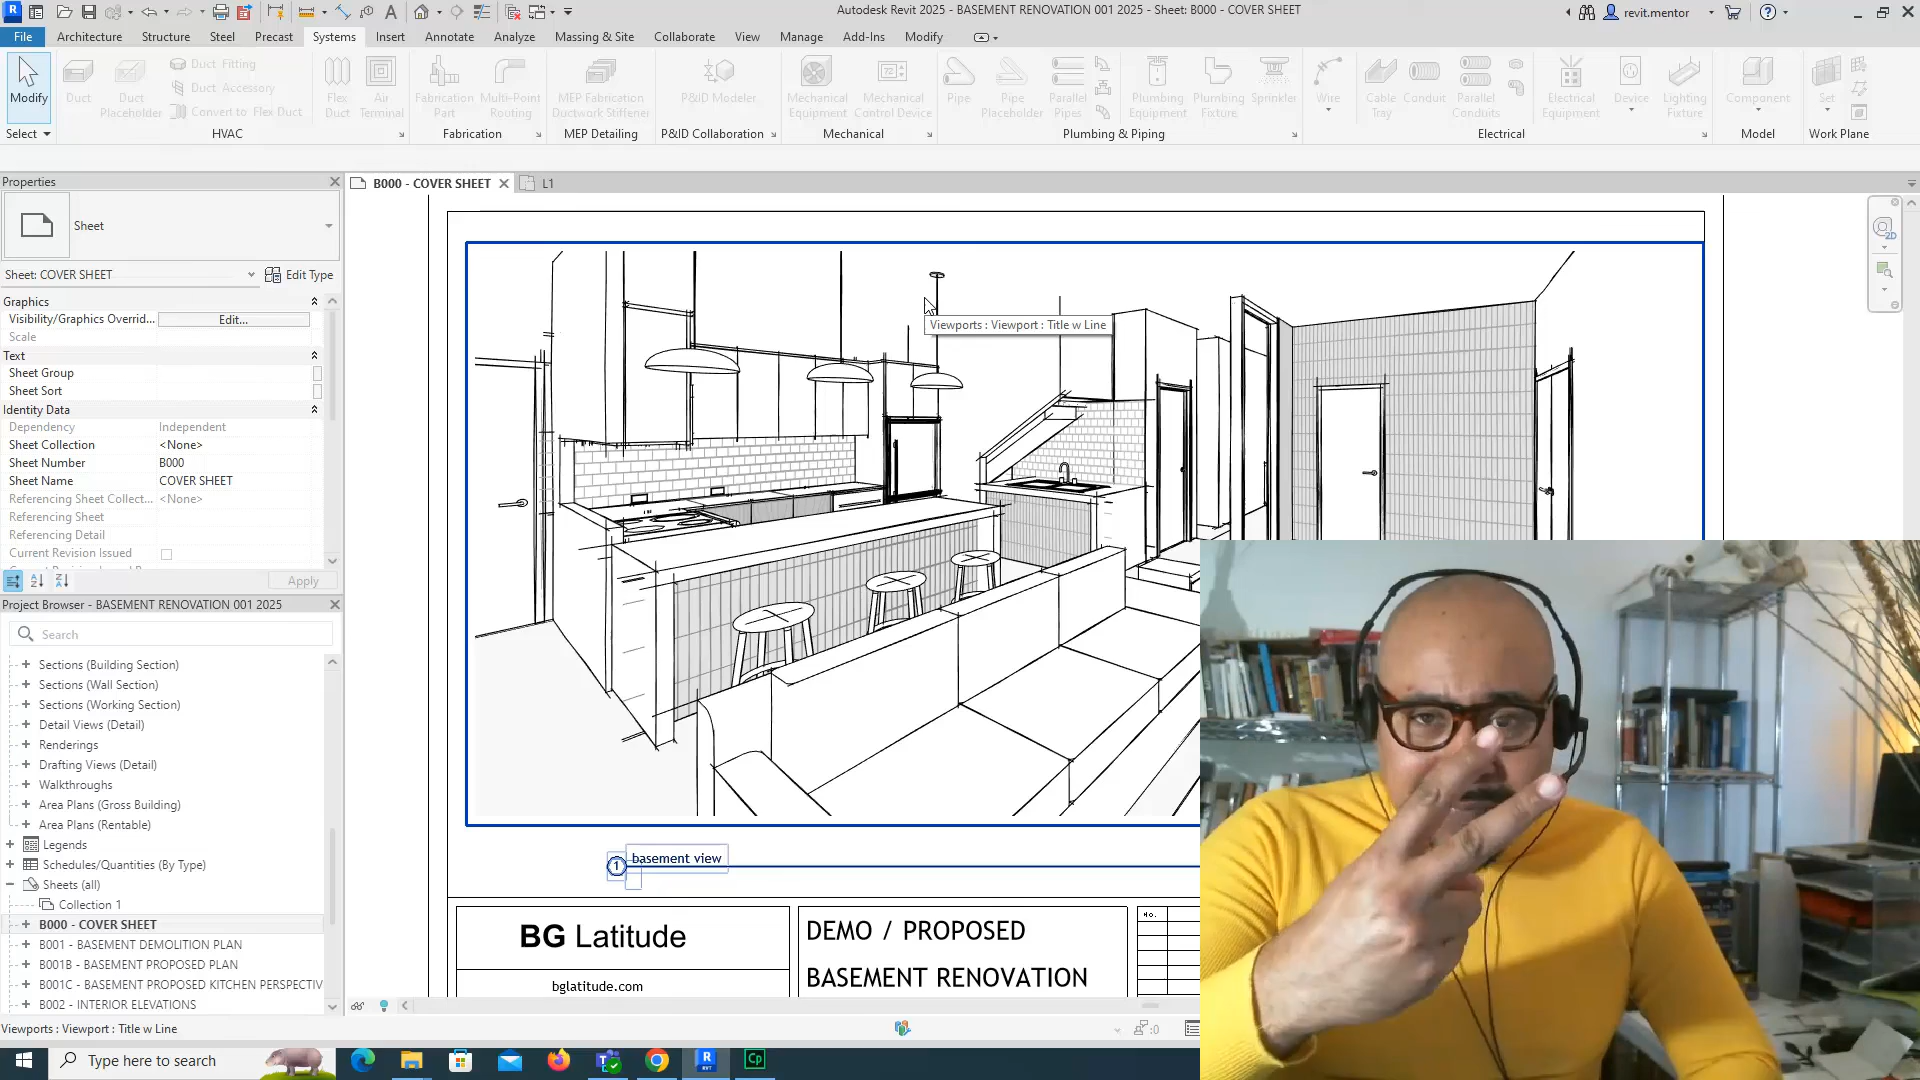 Autodesk Revit 2025 - BASEMENT RENOVATION 001 2025 - Sheet: B000 - COVER SHEET
revit.mentor
File Architecture Structure Steel Precast Systems Insert Annotate Analyze Massing & Site Collaborate View Manage Add-Ins Modify
Modify
Select
Duct
Duct Placeholder
Duct Fitting
Duct Accessory
Convert to Flex Duct
Flex Duct
Air Terminal
HVAC
Fabrication Part
Multi-Point Routing
Fabrication
MEP Fabrication Ductwork Stiffener
MEP Detailing
P&ID Modeler
P&ID Collaboration
Mechanical Equipment
Mechanical Control Device
Mechanical
Pipe
Pipe Placeholder
Parallel Pipes
Plumbing Equipment
Plumbing Fixture
Sprinkler
Plumbing & Piping
Wire
Cable Tray
Conduit
Parallel Conduits
Electrical Equipment
Device
Lighting Fixture
Electrical
Component
Model
Set
Work Plane
Properties
Sheet
Sheet: COVER SHEET
Edit Type
Graphics
Visibility/Graphics Overrid... Edit...
Scale
Text
Sheet Group
Sheet Sort
Identity Data
Dependency Independent
Sheet Collection <None>
Sheet Number B000
Sheet Name COVER SHEET
Referencing Sheet Collect... <None>
Referencing Sheet
Referencing Detail
Current Revision Issued
Apply
Project Browser - BASEMENT RENOVATION 001 2025
Search
Sections (Building Section)
Sections (Wall Section)
Sections (Working Section)
Detail Views (Detail)
Renderings
Drafting Views (Detail)
Walkthroughs
Area Plans (Gross Building)
Area Plans (Rentable)
Legends
Schedules/Quantities (By Type)
Sheets (all)
Collection 1
B000 - COVER SHEET
B001 - BASEMENT DEMOLITION PLAN
B001B - BASEMENT PROPOSED PLAN
B001C - BASEMENT PROPOSED KITCHEN PERSPECTIV
B002 - INTERIOR ELEVATIONS
Viewports : Viewport : Title w Line
B000 - COVER SHEET
L1
2D
Viewports : Viewport : Title w Line
1 basement view
BG Latitude
bglatitude.com
DEMO / PROPOSED
BASEMENT RENOVATION
No.
:0
Type here to search